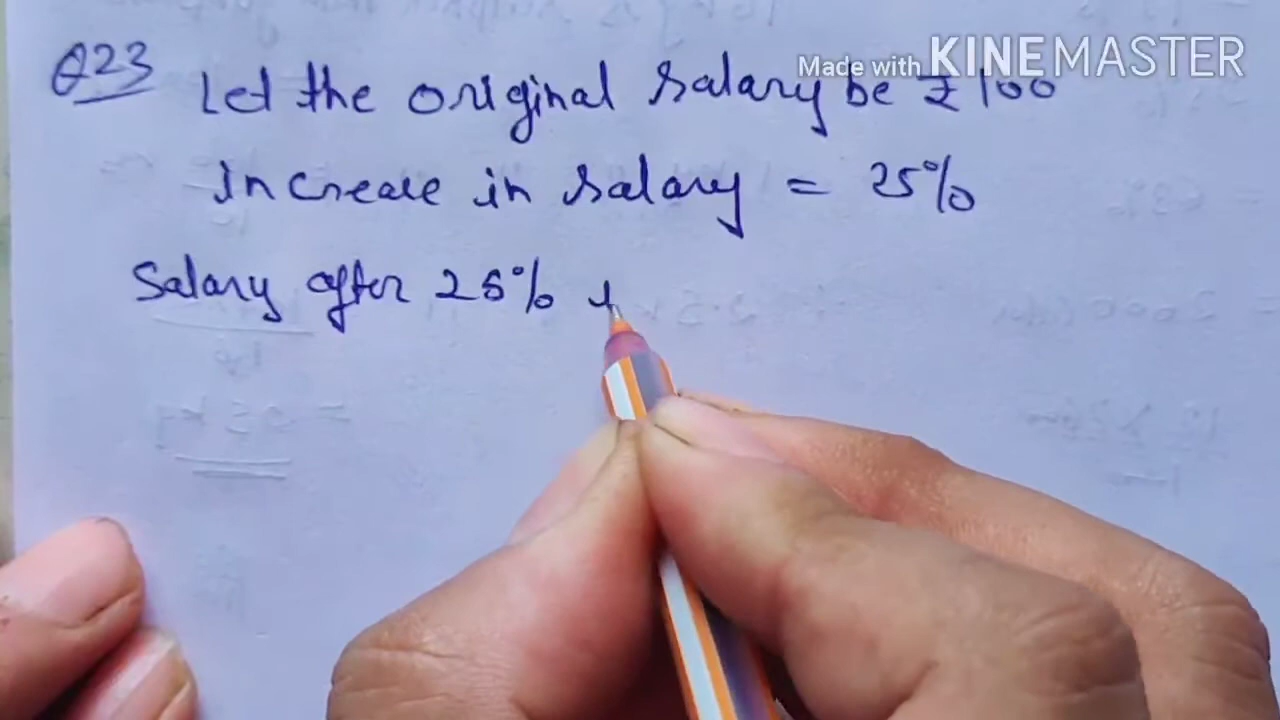 Made with KINEMASTER
Q23 Let the original salary be ₹100
Increase in salary = 25%
Salary after 25%